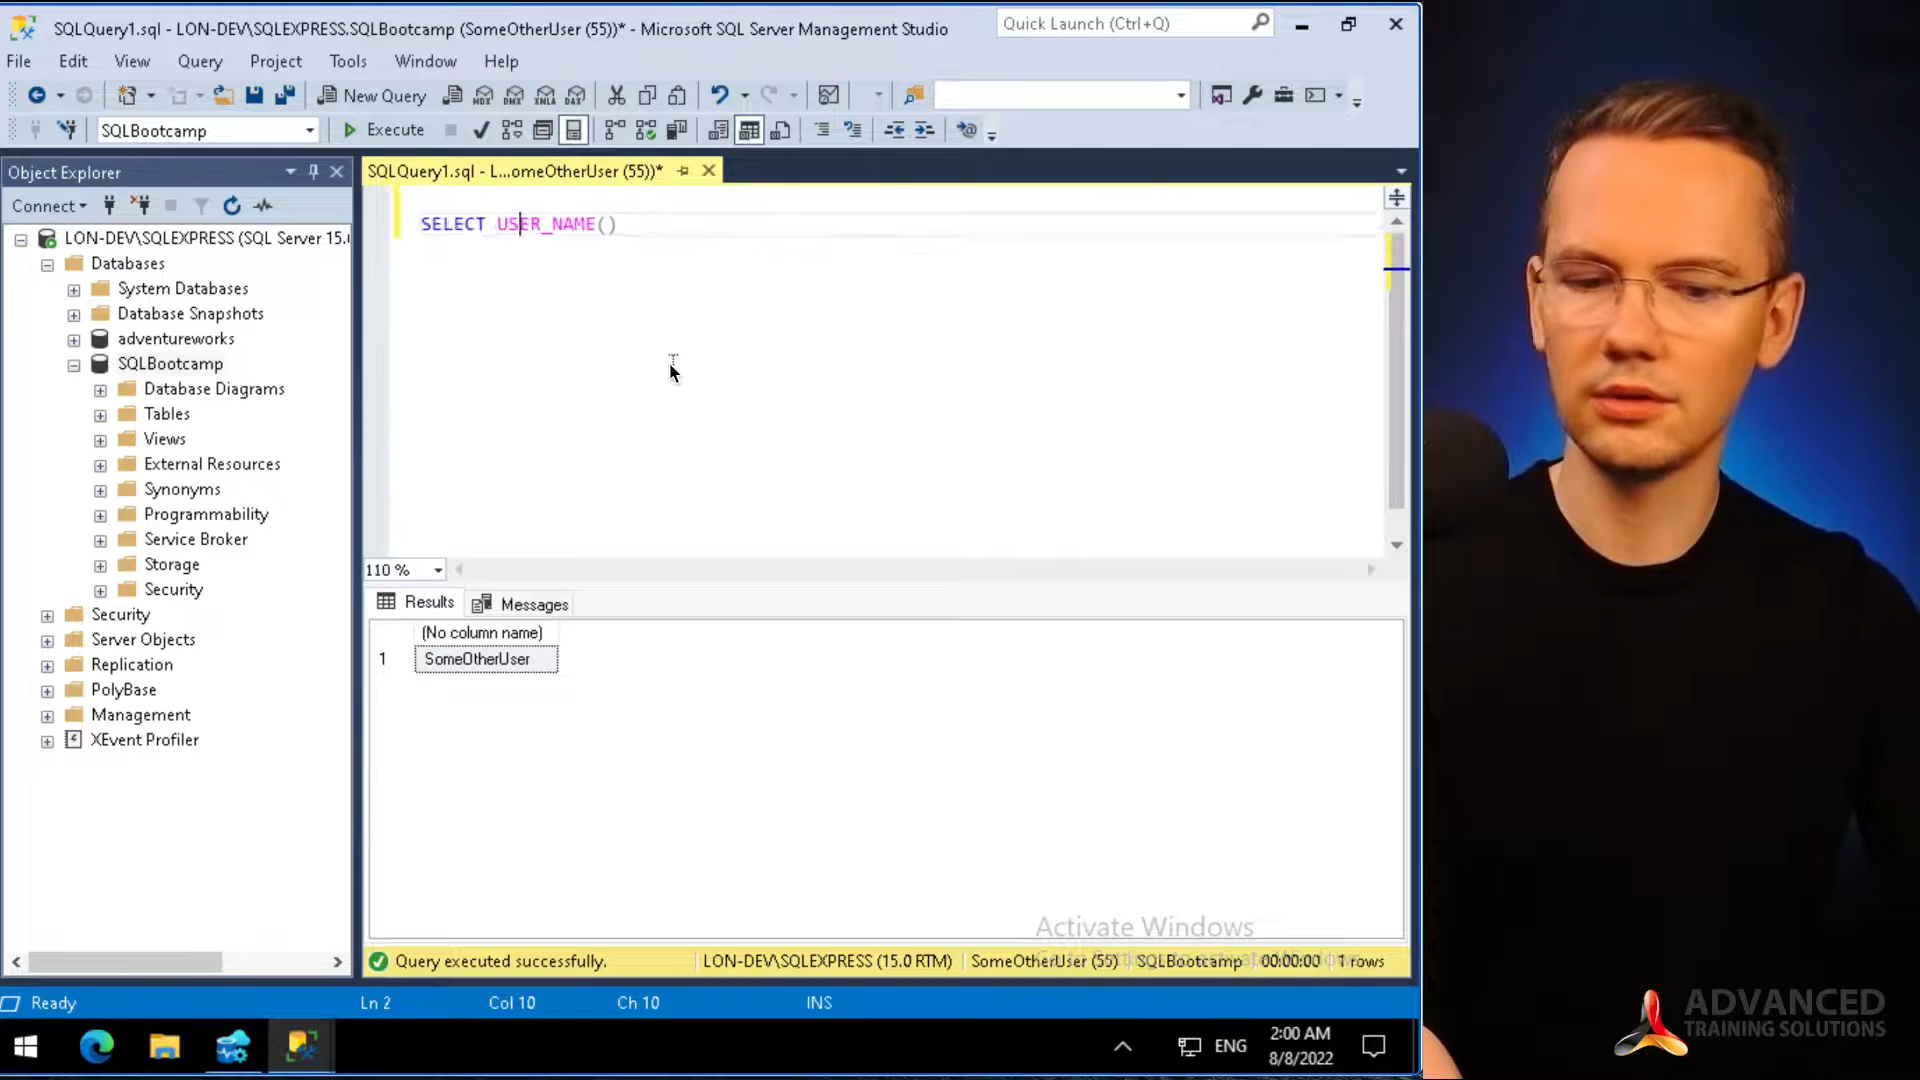 SQLQuery1.sql - LON-DEV\SQLEXPRESS.SQLBootcamp (SomeOtherUser (55))* - Microsoft SQL Server Management Studio
Quick Launch (Ctrl+Q)
File Edit View Query Project Tools Window Help
New Query
MDX DMX XMLA DAX
SQLBootcamp
Execute
Object Explorer
SQLQuery1.sql - L...omeOtherUser (55))*
Connect
SELECT USER_NAME()
LON-DEV\SQLEXPRESS (SQL Server 15.
Databases
System Databases
Database Snapshots
adventureworks
SQLBootcamp
Database Diagrams
Tables
Views
External Resources
Synonyms
Programmability
Service Broker
Storage
Security
Security
Server Objects
Replication
PolyBase
Management
XEvent Profiler
110 %
Results
Messages
(No column name)
1 SomeOtherUser
Activate Windows
Query executed successfully.
LON-DEV\SQLEXPRESS (15.0 RTM)
SomeOtherUser (55)
SQLBootcamp
00:00:00
1 rows
Ready
Ln 2
Col 10
Ch 10
INS
ENG
2:00 AM
8/8/2022
ADVANCED
TRAINING SOLUTIONS